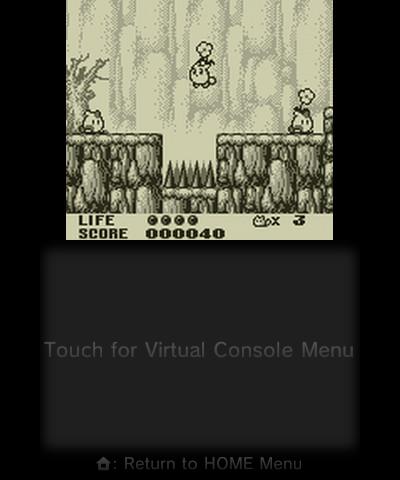 LIFE x 3
SCORE 000040
Touch for Virtual Console Menu
: Return to HOME Menu